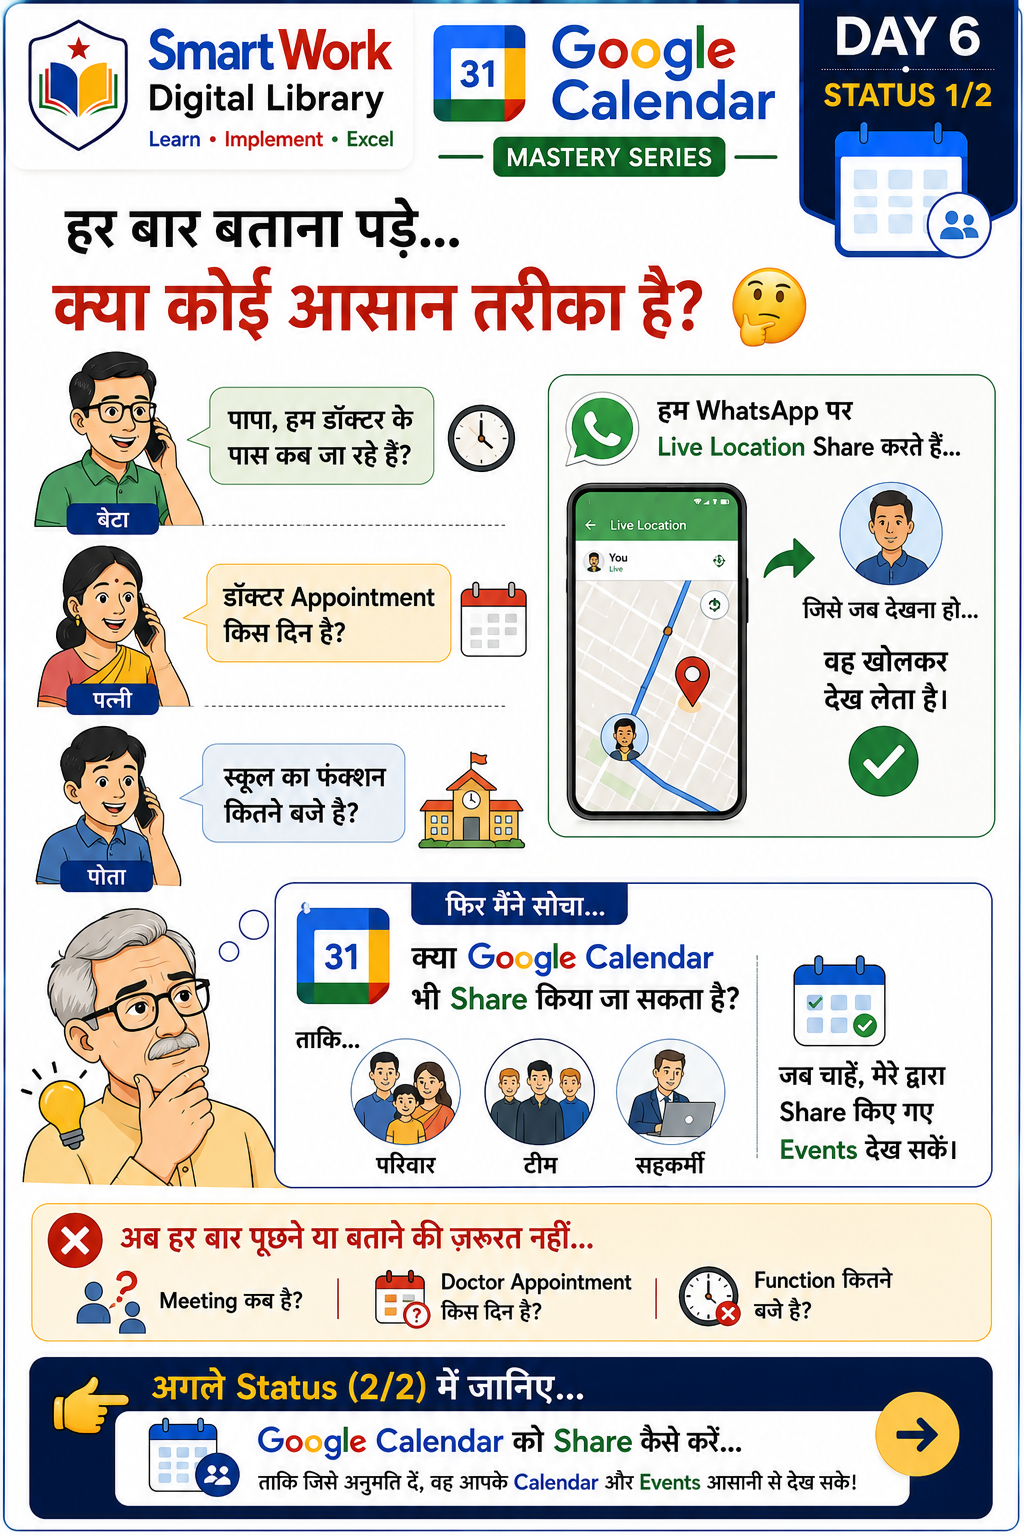 SmartWork
Digital Library
Learn • Implement • Excel
31
Google
Calendar
MASTERY SERIES
DAY 6
STATUS 1/2
हर बार बताना पड़े...
क्या कोई आसान तरीका है?
पापा, हम डॉक्टर के
पास कब जा रहे हैं?
बेटा
डॉक्टर Appointment
किस दिन है?
पत्नी
स्कूल का फंक्शन
कितने बजे है?
पोता
हम WhatsApp पर
Live Location Share करते हैं...
Live Location
You
Live
जिसे जब देखना हो...
वह खोलकर
देख लेता है।
फिर मैंने सोचा...
31
क्या Google Calendar
भी Share किया जा सकता है?
ताकि...
परिवार
टीम
सहकर्मी
जब चाहें, मेरे द्वारा
Share किए गए
Events देख सकें।
अब हर बार पूछने या बताने की ज़रूरत नहीं...
Meeting कब है?
Doctor Appointment
किस दिन है?
Function कितने
बजे है?
अगले Status (2/2) में जानिए...
Google Calendar को Share कैसे करें...
ताकि जिसे अनुमति दें, वह आपके Calendar और Events आसानी से देख सके!